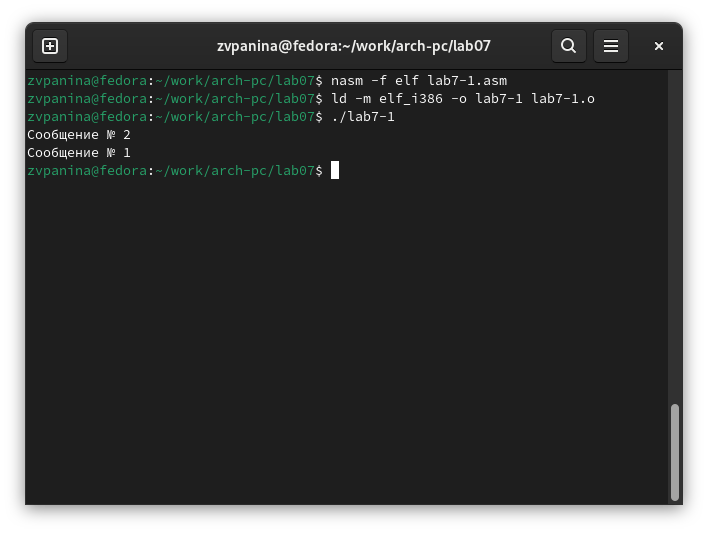 zvpanina@fedora:~/work/arch-pc/lab07
zvpanina@fedora:~/work/arch-pc/lab07$ nasm -f elf lab7-1.asm
zvpanina@fedora:~/work/arch-pc/lab07$ ld -m elf_i386 -o lab7-1 lab7-1.o
zvpanina@fedora:~/work/arch-pc/lab07$ ./lab7-1
Сообщение № 2
Сообщение № 1
zvpanina@fedora:~/work/arch-pc/lab07$